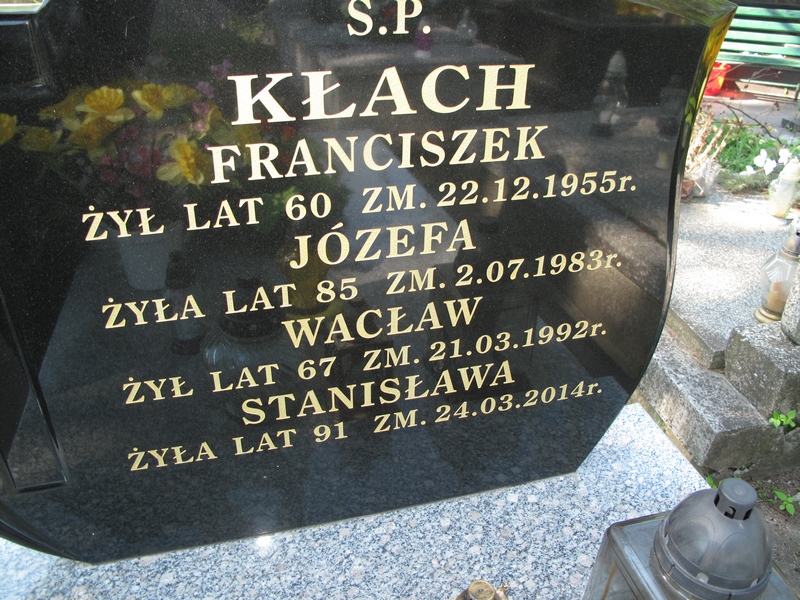 Ś.P.
KŁACH
FRANCISZEK
ŻYŁ LAT 60 ZM. 22.12.1955r.
JÓZEFA
ŻYŁA LAT 85 ZM. 2.07.1983r.
WACŁAW
ŻYŁ LAT 67 ZM. 21.03.1992r.
STANISŁAWA
ŻYŁA LAT 91 ZM. 24.03.2014r.